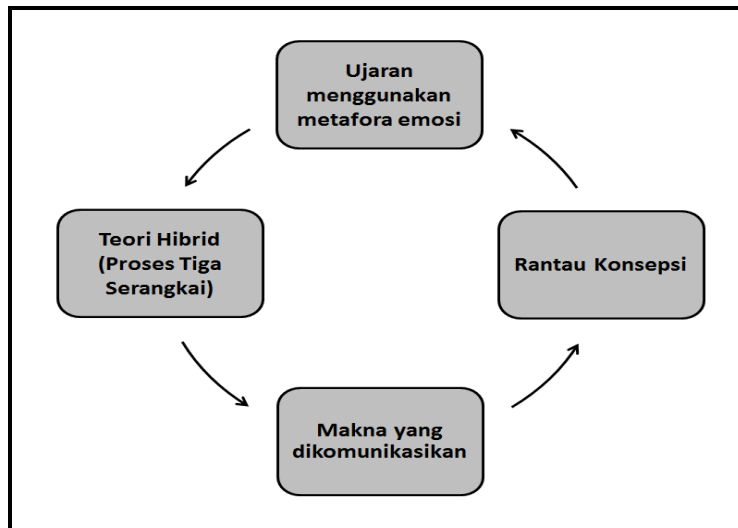 Ujaran
menggunakan
metafora emosi
Teori Hibrid
(Proses Tiga
Serangkai)
Rantau Konsepsi
Makna yang
dikomunikasikan